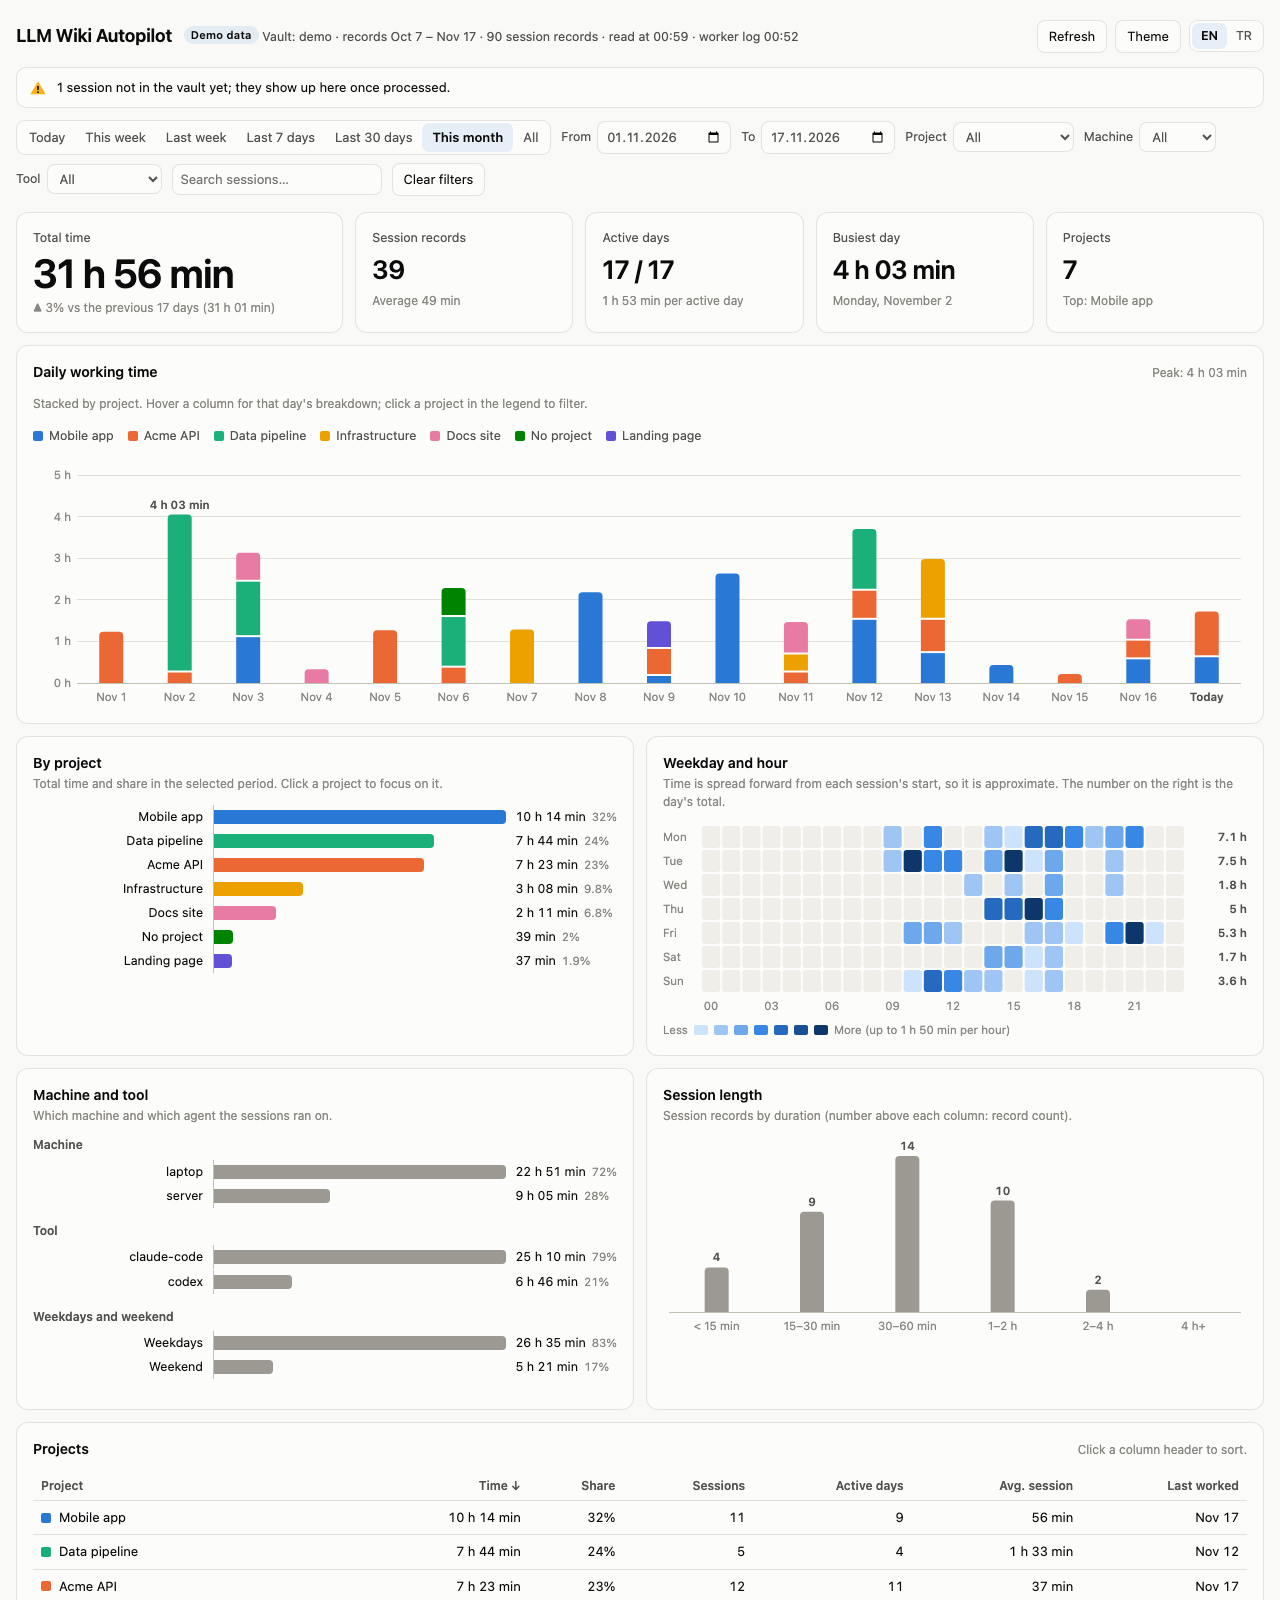 LLM Wiki Autopilot Demo data Vault: demo · records Oct 7 – Nov 17 · 90 session records · read at 00:59 · worker log 00:52 Refresh Theme EN TR
1 session not in the vault yet; they show up here once processed.
Today This week Last week Last 7 days Last 30 days This month All From 01.11.2026 To 17.11.2026 Project All Machine All
Tool All Search sessions... Clear filters
Total time
31 h 56 min
▲ 3% vs the previous 17 days (31 h 01 min)
Session records
39
Average 49 min
Active days
17 / 17
1 h 53 min per active day
Busiest day
4 h 03 min
Monday, November 2
Projects
7
Top: Mobile app
Daily working time Peak: 4 h 03 min
Stacked by project. Hover a column for that day's breakdown; click a project in the legend to filter.
Mobile app Acme API Data pipeline Infrastructure Docs site No project Landing page
5 h
4 h 03 min
4 h
3 h
2 h
1 h
0 h
Nov 1 Nov 2 Nov 3 Nov 4 Nov 5 Nov 6 Nov 7 Nov 8 Nov 9 Nov 10 Nov 11 Nov 12 Nov 13 Nov 14 Nov 15 Nov 16 Today
By project
Total time and share in the selected period. Click a project to focus on it.
Mobile app 10 h 14 min 32%
Data pipeline 7 h 44 min 24%
Acme API 7 h 23 min 23%
Infrastructure 3 h 08 min 9.8%
Docs site 2 h 11 min 6.8%
No project 39 min 2%
Landing page 37 min 1.9%
Weekday and hour
Time is spread forward from each session's start, so it is approximate. The number on the right is the
day's total.
Mon 7.1 h
Tue 7.5 h
Wed 1.8 h
Thu 5 h
Fri 5.3 h
Sat 1.7 h
Sun 3.6 h
00 03 06 09 12 15 18 21
Less More (up to 1 h 50 min per hour)
Machine and tool
Which machine and which agent the sessions ran on.
Machine
laptop 22 h 51 min 72%
server 9 h 05 min 28%
Tool
claude-code 25 h 10 min 79%
codex 6 h 46 min 21%
Weekdays and weekend
Weekdays 26 h 35 min 83%
Weekend 5 h 21 min 17%
Session length
Session records by duration (number above each column: record count).
4 9 14 10 2
< 15 min 15–30 min 30–60 min 1–2 h 2–4 h 4 h+
Projects Click a column header to sort.
Project Time ↓ Share Sessions Active days Avg. session Last worked
Mobile app 10 h 14 min 32% 11 9 56 min Nov 17
Data pipeline 7 h 44 min 24% 5 4 1 h 33 min Nov 12
Acme API 7 h 23 min 23% 12 11 37 min Nov 17